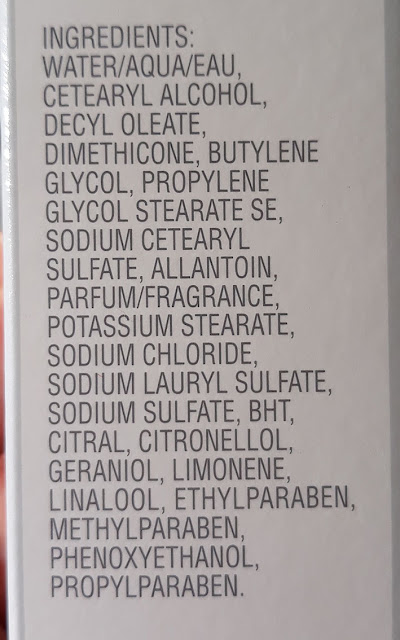 INGREDIENTS:
WATER/AQUA/EAU,
CETEARYL ALCOHOL,
DECYL OLEATE,
DIMETHICONE, BUTYLENE
GLYCOL, PROPYLENE
GLYCOL STEARATE SE,
SODIUM CETEARYL
SULFATE, ALLANTOIN,
PARFUM/FRAGRANCE,
POTASSIUM STEARATE,
SODIUM CHLORIDE,
SODIUM LAURYL SULFATE,
SODIUM SULFATE, BHT,
CITRAL, CITRONELLOL,
GERANIOL, LIMONENE,
LINALOOL, ETHYLPARABEN,
METHYLPARABEN,
PHENOXYETHANOL,
PROPYLPARABEN.